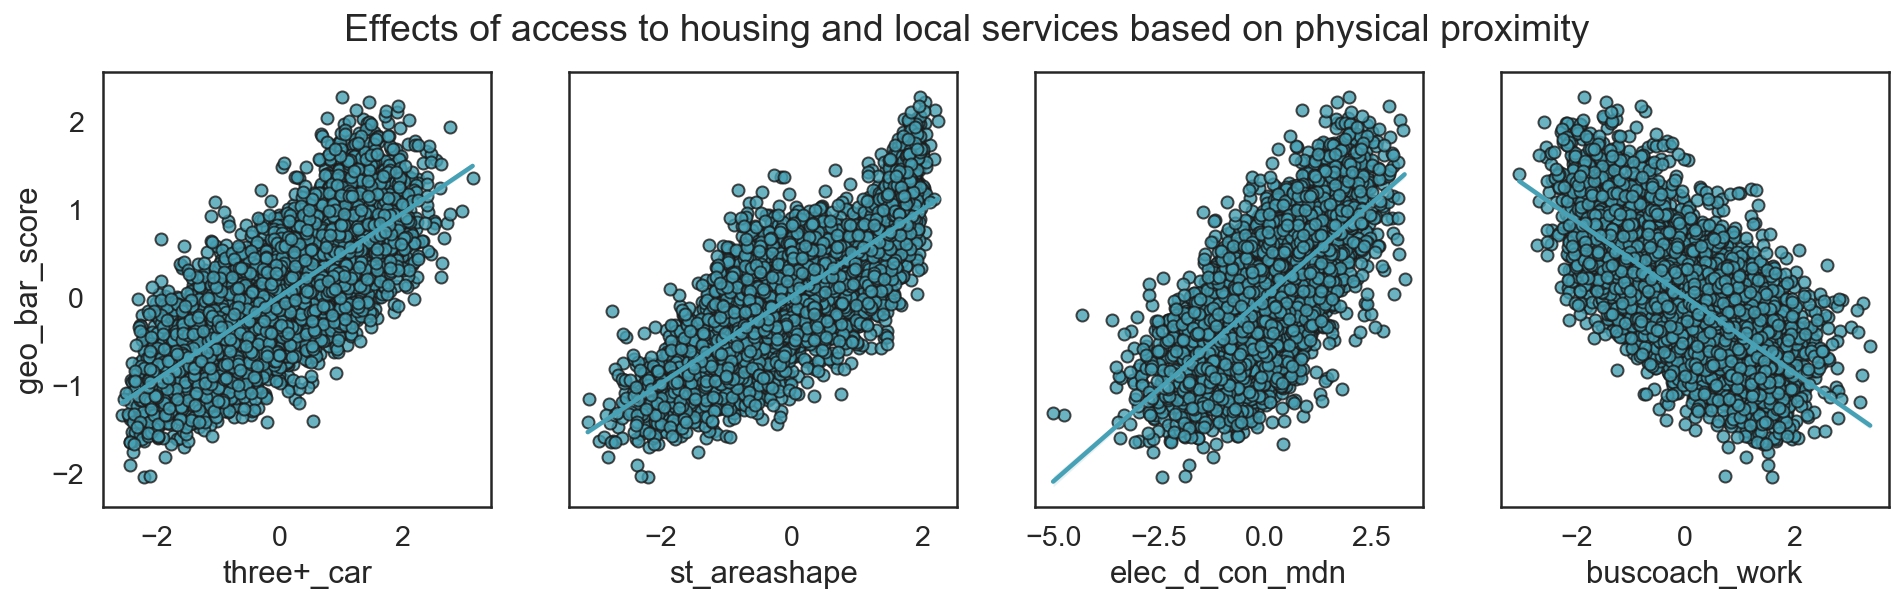 Effects of access to housing and local services based on physical proximity
geo_bar_score
2
1
0
−1
−2
−2 0 2
three+_car
−2 0 2
st_areashape
−5.0 −2.5 0.0 2.5
elec_d_con_mdn
−2 0 2
buscoach_work